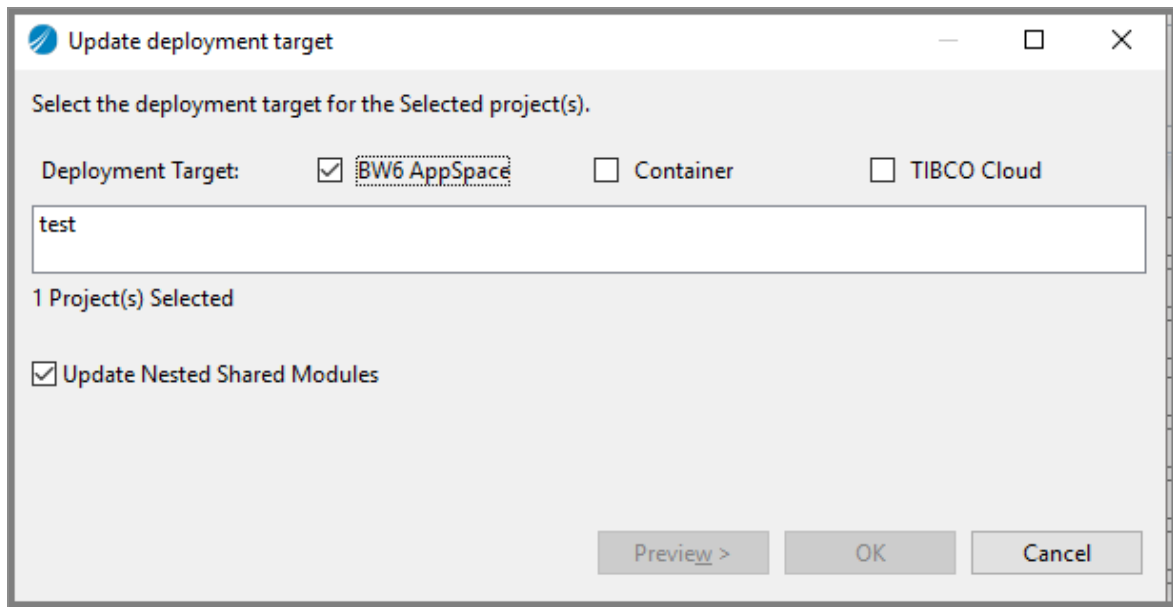 Update deployment target
Select the deployment target for the Selected project(s).
Deployment Target: BW6 AppSpace Container TIBCO Cloud
test
1 Project(s) Selected
Update Nested Shared Modules
Preview > OK Cancel